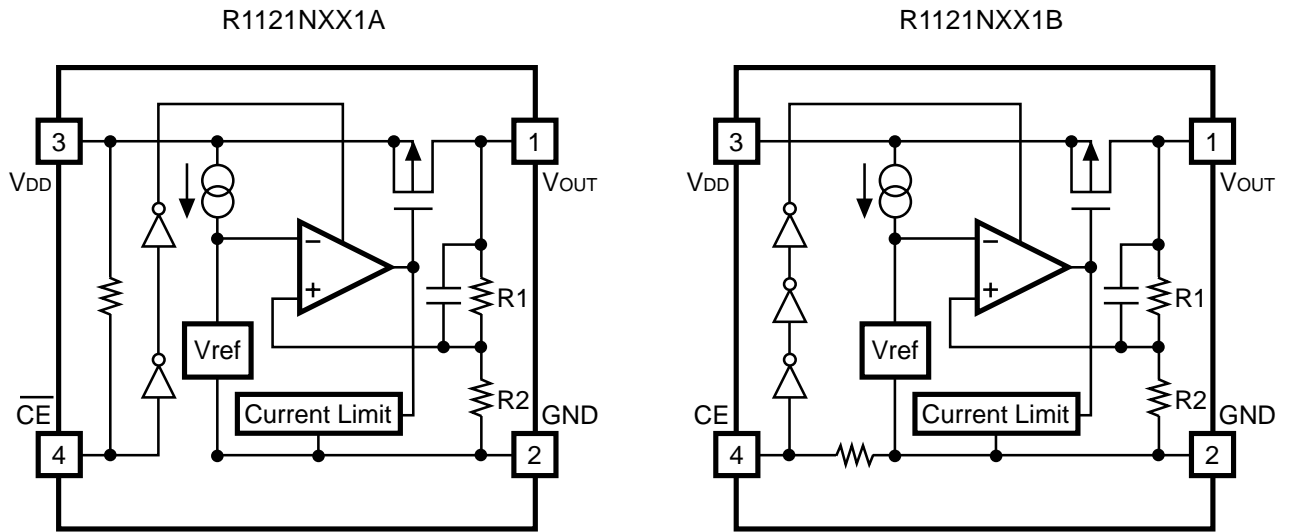 R1121NXX1A
3
1
VDD
VOUT
−
+
R1
Vref
R2
C̅E̅
GND
Current Limit
4
2
R1121NXX1B
3
1
VDD
VOUT
−
+
R1
Vref
R2
CE
GND
Current Limit
4
2